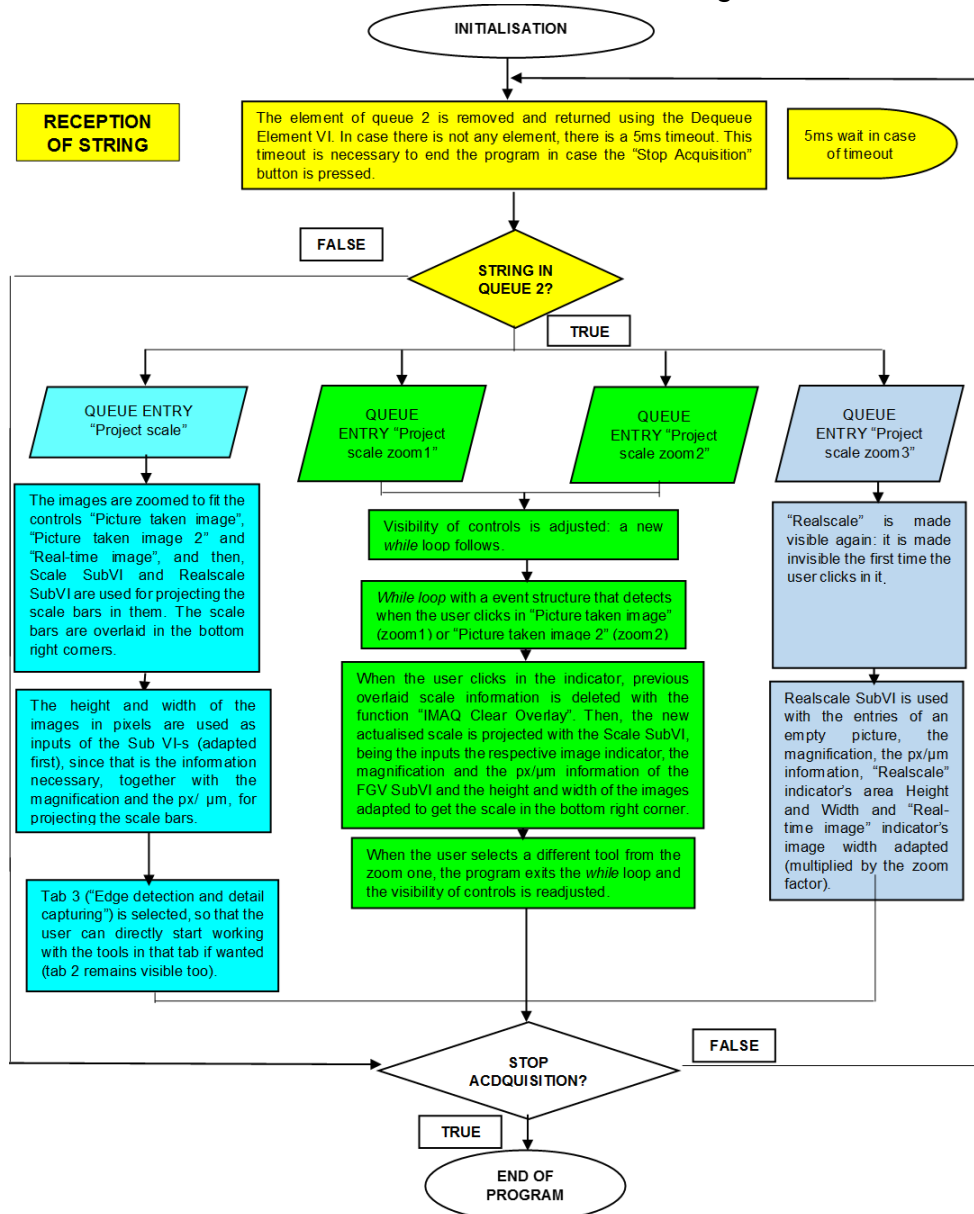 INITIALISATION
RECEPTION
OF STRING
The element of queue 2 is removed and returned using the Dequeue
Element VI. In case there is not any element, there is a 5ms timeout. This
timeout is necessary to end the program in case the “Stop Acquisition”
button is pressed.
5ms wait in case
of timeout
FALSE
STRING IN
QUEUE 2?
TRUE
QUEUE ENTRY
“Project scale”
QUEUE
ENTRY “Project
scale zoom1”
QUEUE
ENTRY “Project
scale zoom2”
QUEUE
ENTRY “Project
scale zoom3”
The images are zoomed to fit the
controls “Picture taken image”,
“Picture taken image 2” and
“Real-time image”, and then,
Scale SubVI and Realscale
SubVI are used for projecting the
scale bars in them. The scale
bars are overlaid in the bottom
right corners.
The height and width of the
images in pixels are used as
inputs of the Sub VI-s (adapted
first), since that is the information
necessary, together with the
magnification and the px/ µm, for
projecting the scale bars.
Tab 3 (“Edge detection and detail
capturing”) is selected, so that the
user can directly start working
with the tools in that tab if wanted
(tab 2 remains visible too).
Visibility of controls is adjusted: a new
while loop follows.
While loop with a event structure that detects
when the user clicks in “Picture taken image”
(zoom1) or “Picture taken image 2” (zoom2)
When the user clicks in the indicator, previous
overlaid scale information is deleted with the
function “IMAQ Clear Overlay”. Then, the new
actualised scale is projected with the Scale SubVI,
being the inputs the respective image indicator, the
magnification and the px/µm information of the
FGV SubVI and the height and width of the images
adapted to get the scale in the bottom right corner.
When the user selects a different tool from the
zoom one, the program exits the while loop and
the visibility of controls is readjusted.
“Realscale” is made
visible again: it is made
invisible the first time the
user clicks in it.
Realscale SubVI is used
with the entries of an
empty picture, the
magnification, the px/µm
information, “Realscale”
indicator’s area Height
and Width and “Real-
time image” indicator’s
image width adapted
(multiplied by the zoom
factor).
STOP
ACDQUISITION?
FALSE
TRUE
END OF
PROGRAM